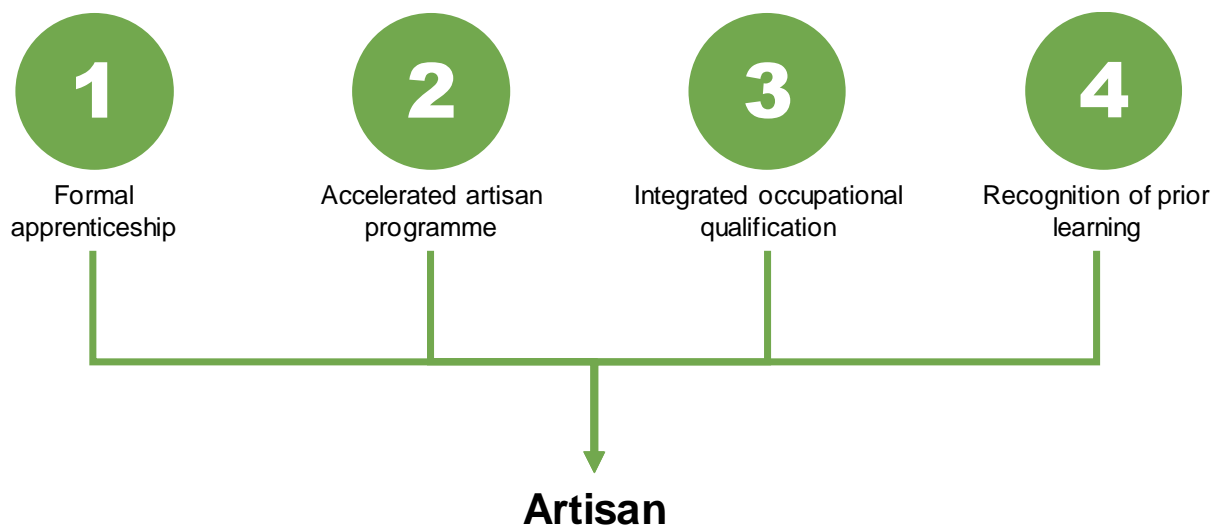 1
Formal
apprenticeship
2
Accelerated artisan
programme
3
Integrated occupational
qualification
4
Recognition of prior
learning
Artisan